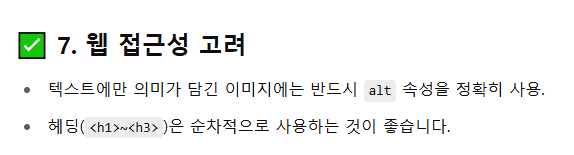 ✅ 7. 웹 접근성 고려
• 텍스트에만 의미가 담긴 이미지에는 반드시 alt 속성을 정확히 사용.
• 헤딩(<h1>~<h3>)은 순차적으로 사용하는 것이 좋습니다.